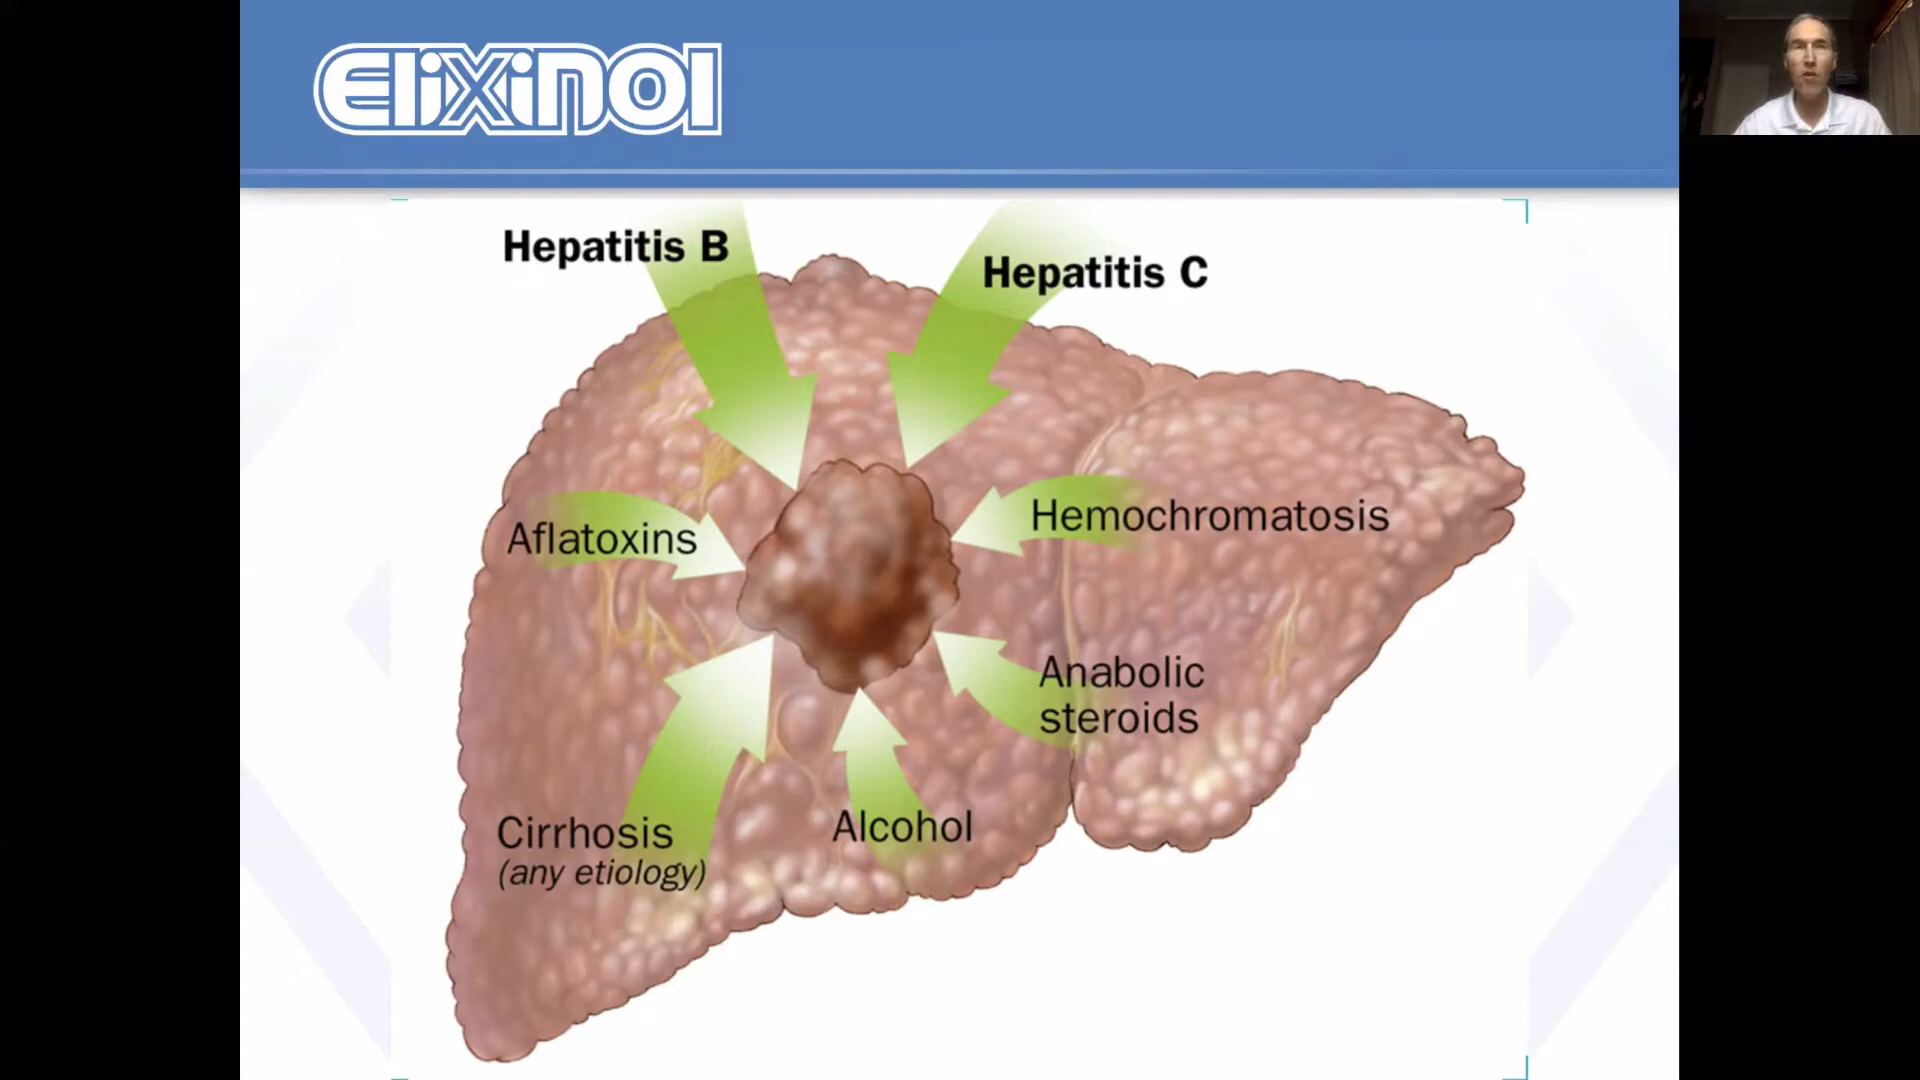 Elixinol
Hepatitis B
Hepatitis C
Aflatoxins
Hemochromatosis
Anabolic
steroids
Cirrhosis
(any etiology)
Alcohol